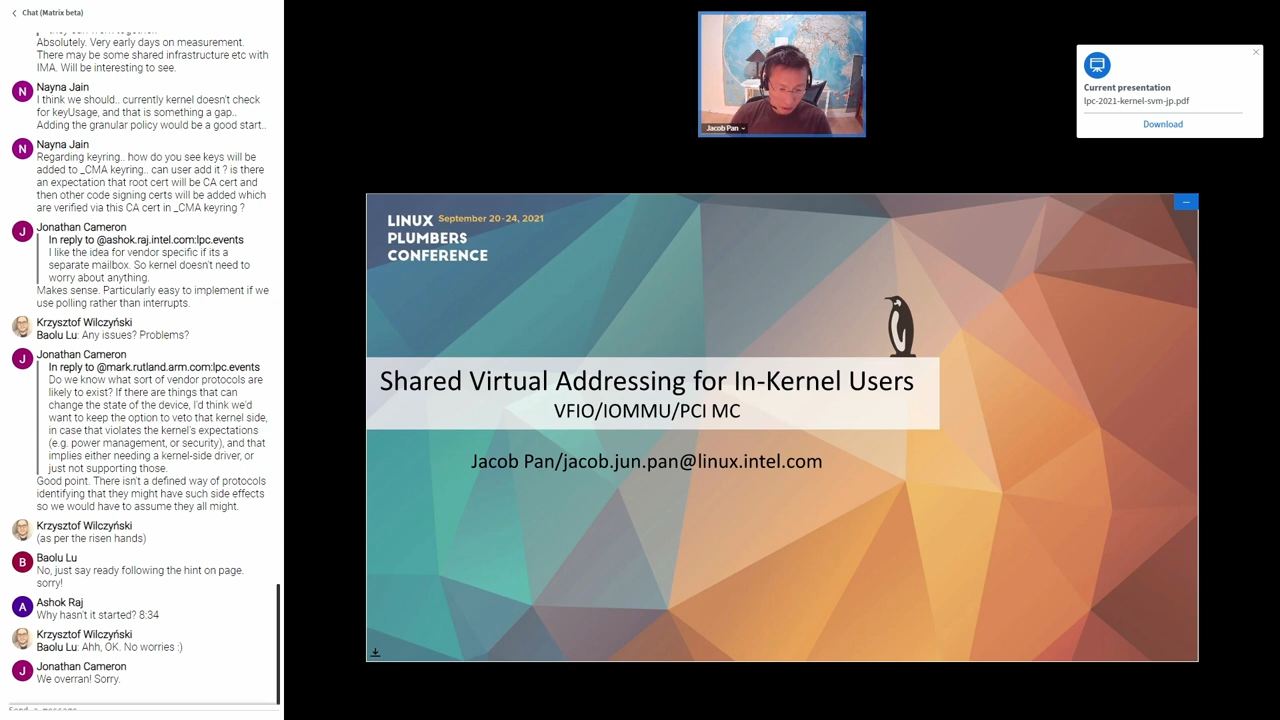 Chat (Matrix beta)
they can work together.
Absolutely. Very early days on measurement.
There may be some shared infrastructure etc with
IMA. Will be interesting to see.
N
Nayna Jain
I think we should.. currently kernel doesn't check
for keyUsage, and that is something a gap..
Adding the granular policy would be a good start..
N
Nayna Jain
Regarding keyring.. how do you see keys will be
added to _CMA keyring.. can user add it ? is there
an expectation that root cert will be CA cert and
then other code signing certs will be added which
are verified via this CA cert in _CMA keyring ?
J
Jonathan Cameron
In reply to @ashok.raj.intel.com:lpc.events
I like the idea for vendor specific if its a
separate mailbox. So kernel doesn't need to
worry about anything.
Makes sense. Particularly easy to implement if we
use polling rather than interrupts.
Krzysztof Wilczyński
Baolu Lu: Any issues? Problems?
J
Jonathan Cameron
In reply to @mark.rutland.arm.com:lpc.events
Do we know what sort of vendor protocols are
likely to exist? If there are things that can
change the state of the device, I'd think we'd
want to keep the option to veto that kernel side,
in case that violates the kernel's expectations
(e.g. power management, or security), and that
implies either needing a kernel-side driver, or
just not supporting those.
Good point. There isn't a defined way of protocols
identifying that they might have such side effects
so we would have to assume they all might.
Krzysztof Wilczyński
(as per the risen hands)
B
Baolu Lu
No, just say ready following the hint on page.
sorry!
A
Ashok Raj
Why hasn't it started? 8:34
Krzysztof Wilczyński
Baolu Lu: Ahh, OK. No worries :)
J
Jonathan Cameron
We overran! Sorry.
Send a message
Jacob Pan
Current presentation
lpc-2021-kernel-svm-jp.pdf
Download
LINUX September 20-24, 2021
PLUMBERS
CONFERENCE
Shared Virtual Addressing for In-Kernel Users
VFIO/IOMMU/PCI MC
Jacob Pan/jacob.jun.pan@linux.intel.com